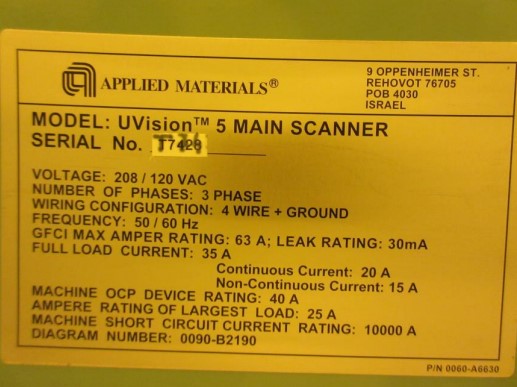 APPLIED MATERIALS®
9 OPPENHEIMER ST.
REHOVOT 76705
POB 4030
ISRAEL
MODEL: UVision™ 5 MAIN SCANNER
SERIAL No.
VOLTAGE: 208 / 120 VAC
NUMBER OF PHASES: 3 PHASE
WIRING CONFIGURATION: 4 WIRE + GROUND
FREQUENCY: 50 / 60 Hz
GFCI MAX AMPER RATING: 63 A; LEAK RATING: 30mA
FULL LOAD CURRENT: 35 A
Continuous Current: 20 A
Non-Continuous Current: 15 A
MACHINE OCP DEVICE RATING: 40 A
AMPERE RATING OF LARGEST LOAD: 25 A
MACHINE SHORT CIRCUIT CURRENT RATING: 10000 A
DIAGRAM NUMBER: 0090-B2190
P/N 0060-A6630